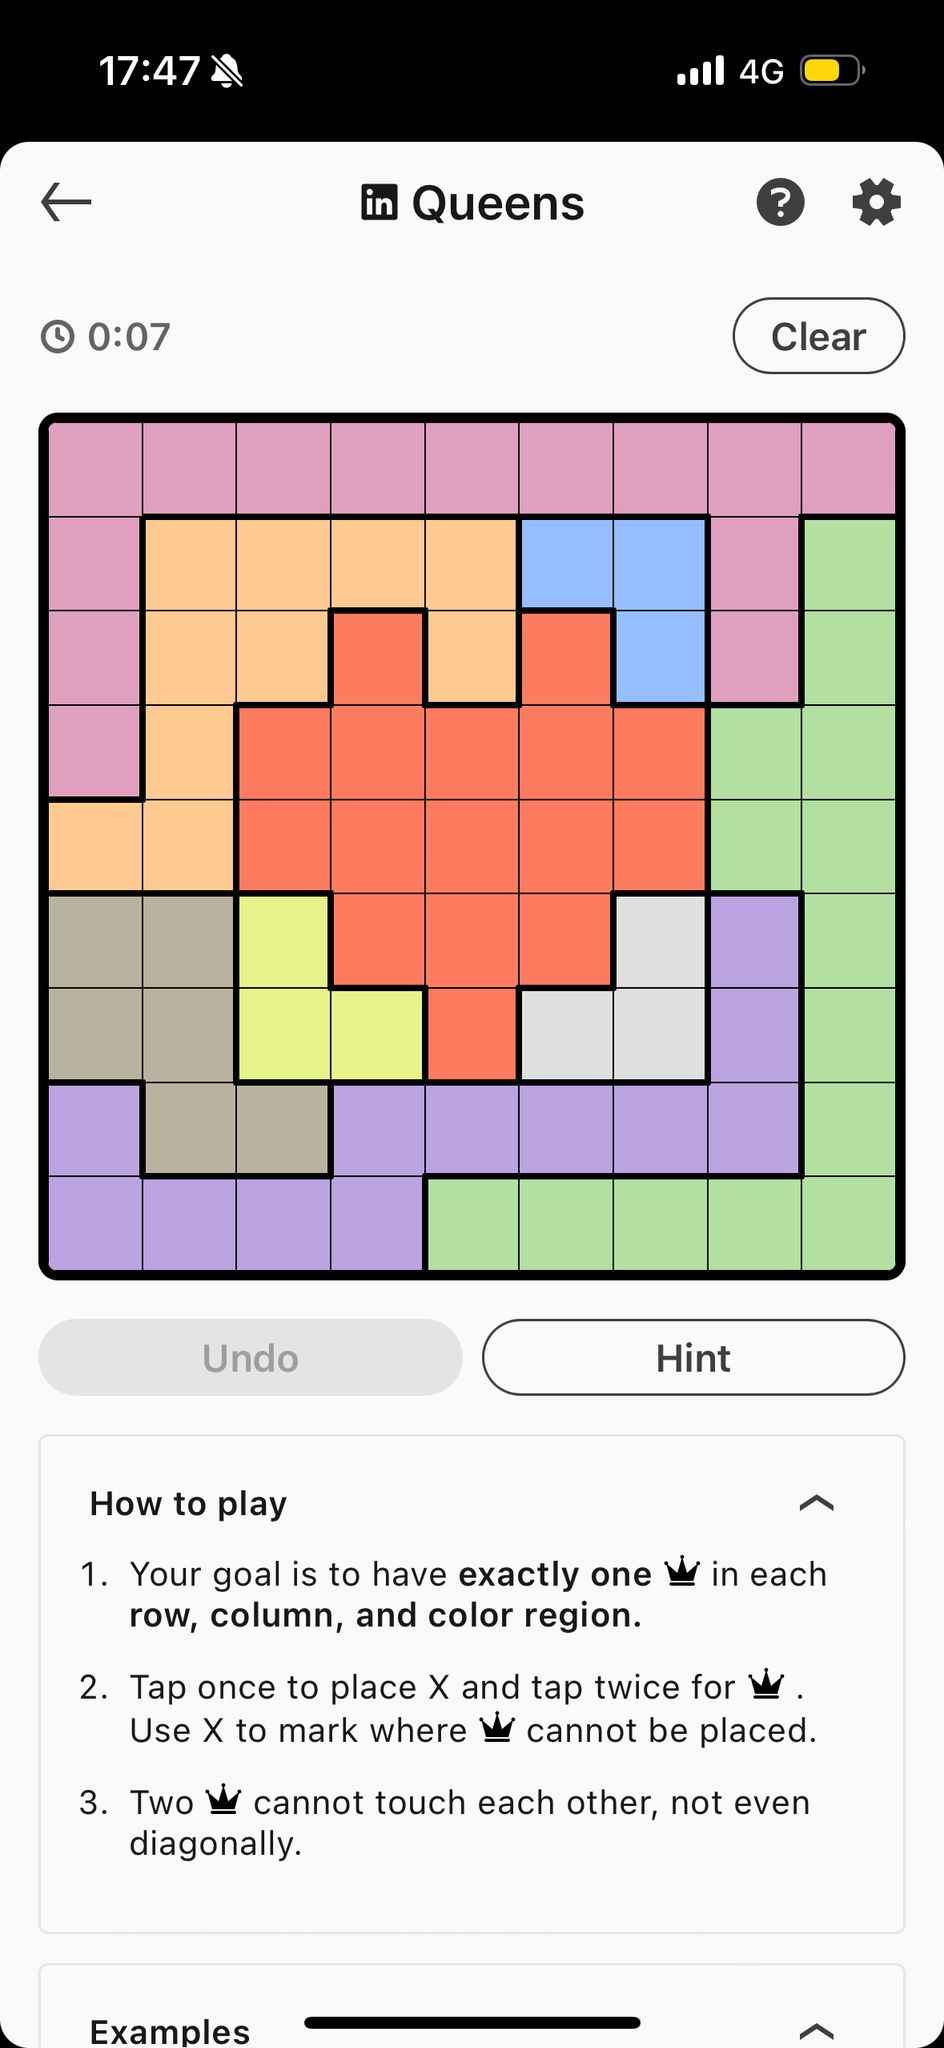 17:47 4G
in Queens ?
0:07 Clear
Undo Hint
How to play
1. Your goal is to have exactly one in each
row, column, and color region.
2. Tap once to place X and tap twice for .
Use X to mark where cannot be placed.
3. Two cannot touch each other, not even
diagonally.
Examples